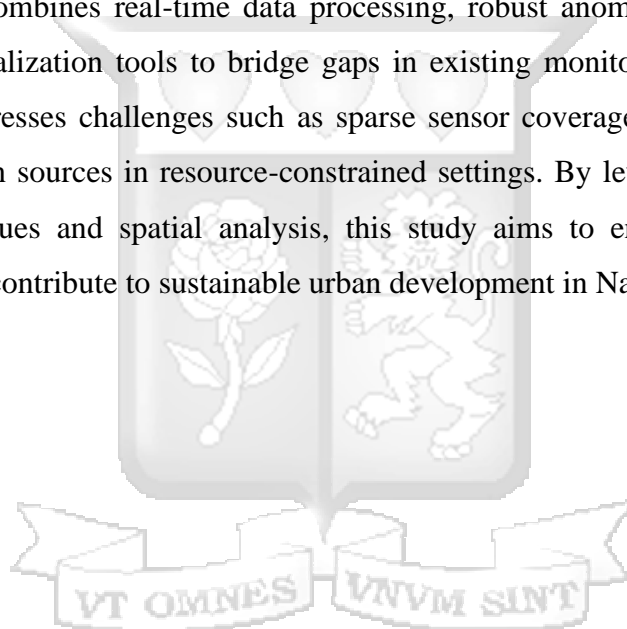 ombines real-time data processing, robust anom
alization tools to bridge gaps in existing monito
resses challenges such as sparse sensor coverage
n sources in resource-constrained settings. By le
ues and spatial analysis, this study aims to e
contribute to sustainable urban development in Na
VT OMNES VNVM SINT